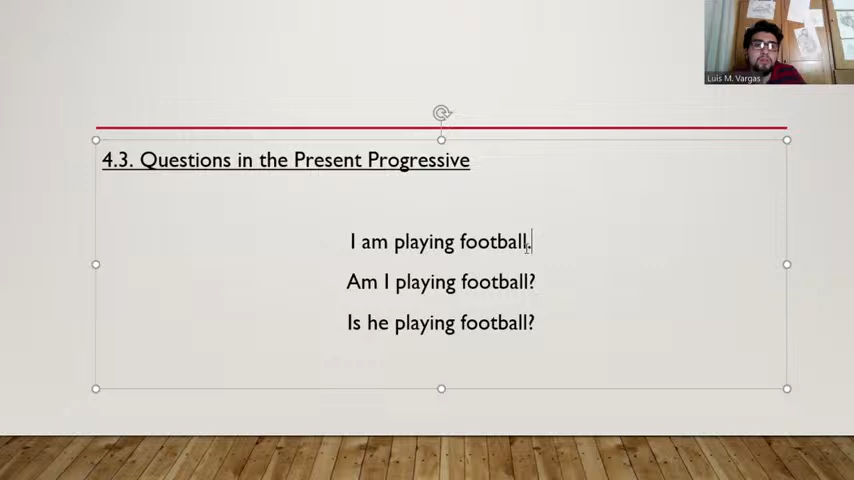 Luis M. Vargas
4.3. Questions in the Present Progressive
I am playing football.
Am I playing football?
Is he playing football?